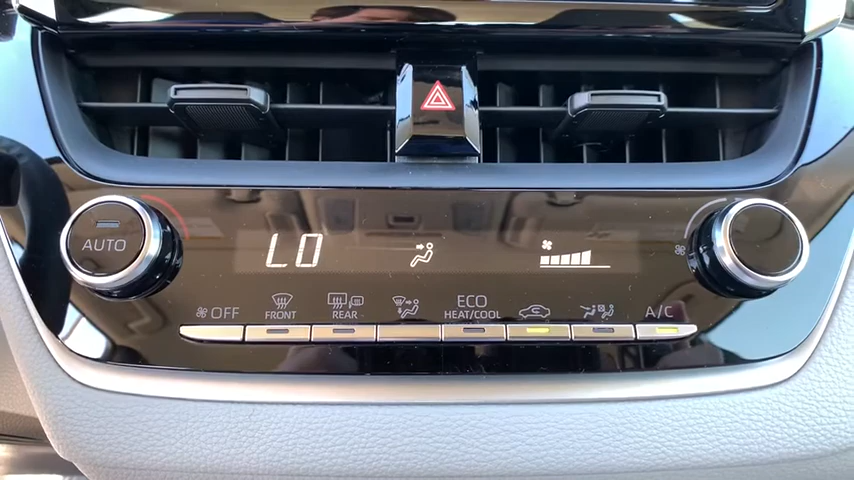 AUTO
LO
OFF
FRONT
REAR
ECO
HEAT/COOL
A/C